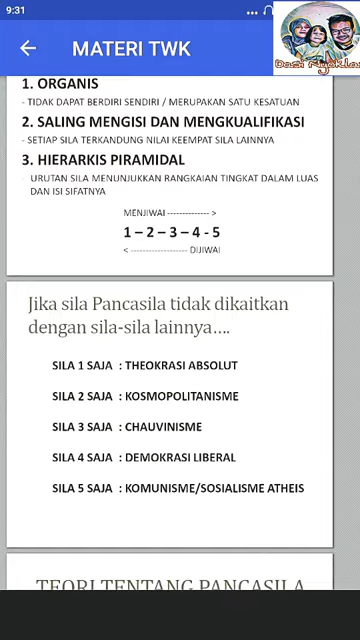 9:31
MATERI TWK
Dasi Nyoklat
1. ORGANIS
- TIDAK DAPAT BERDIRI SENDIRI / MERUPAKAN SATU KESATUAN
2. SALING MENGISI DAN MENGKUALIFIKASI
- SETIAP SILA TERKANDUNG NILAI KEEMPAT SILA LAINNYA
3. HIERARKIS PIRAMIDAL
URUTAN SILA MENUNJUKKAN RANGKAIAN TINGKAT DALAM LUAS
DAN ISI SIFATNYA
MENJIWAI -------------- >
1 – 2 – 3 – 4 - 5
< ------------------- DIJIWAI
Jika sila Pancasila tidak dikaitkan
dengan sila-sila lainnya....
SILA 1 SAJA : THEOKRASI ABSOLUT
SILA 2 SAJA : KOSMOPOLITANISME
SILA 3 SAJA : CHAUVINISME
SILA 4 SAJA : DEMOKRASI LIBERAL
SILA 5 SAJA : KOMUNISME/SOSIALISME ATHEIS
TEORI TENTANG PANCASILA